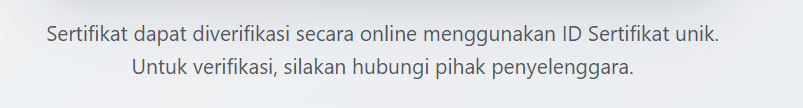 Sertifikat dapat diverifikasi secara online menggunakan ID Sertifikat unik.
Untuk verifikasi, silakan hubungi pihak penyelenggara.